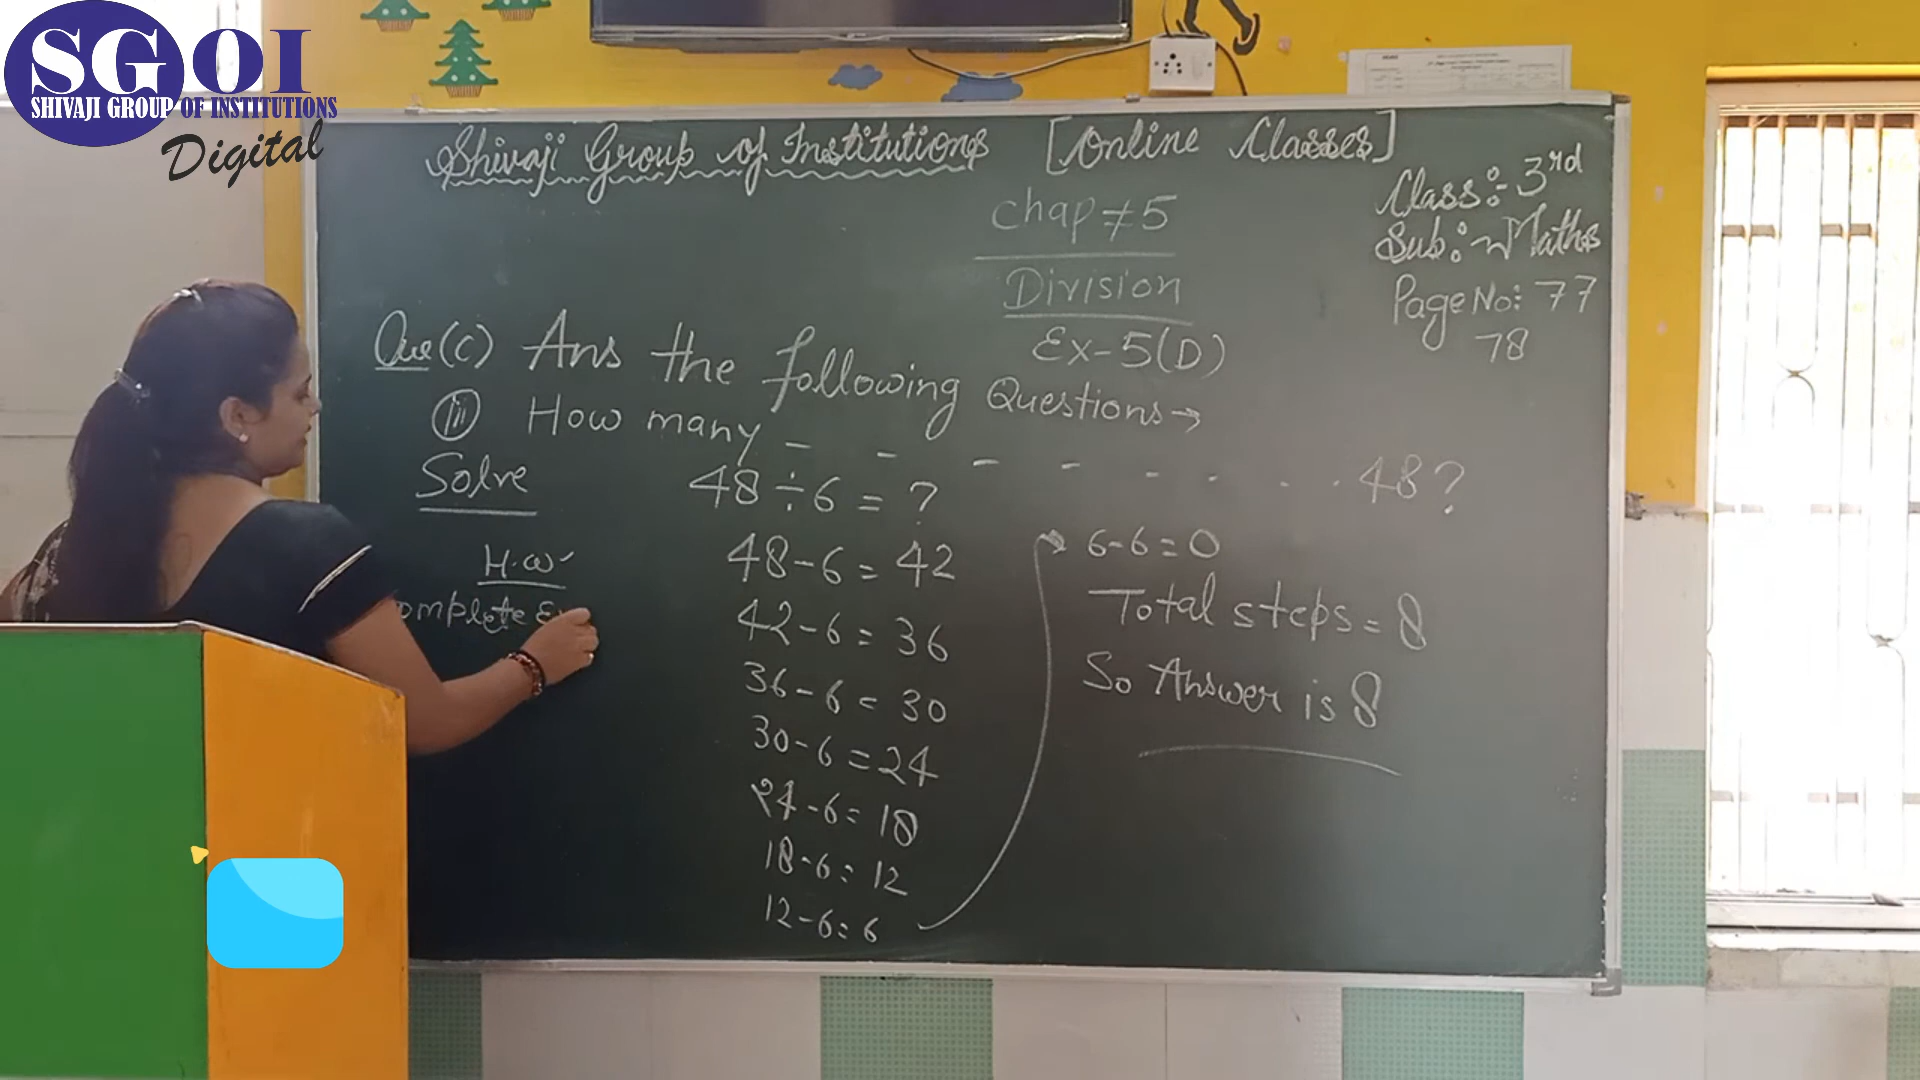 SGOI
SHIVAJI GROUP OF INSTITUTIONS
Digital
Shivaji Group of Institutions [Online Classes]
Class:- 3rd
Sub:- Maths
Page No: 77
78
Chap ≠ 5
Division
Ex-5(D)
Que (c) Ans the following Questions→
(iii) How many - - - - - . . . 48?
Solve
48÷6 = ?
48-6 = 42
42-6 = 36
36-6 = 30
30-6 = 24
24-6 = 18
18-6 = 12
12-6 = 6
6-6 = 0
Total steps = 8
So Answer is 8
H.w
omplete E